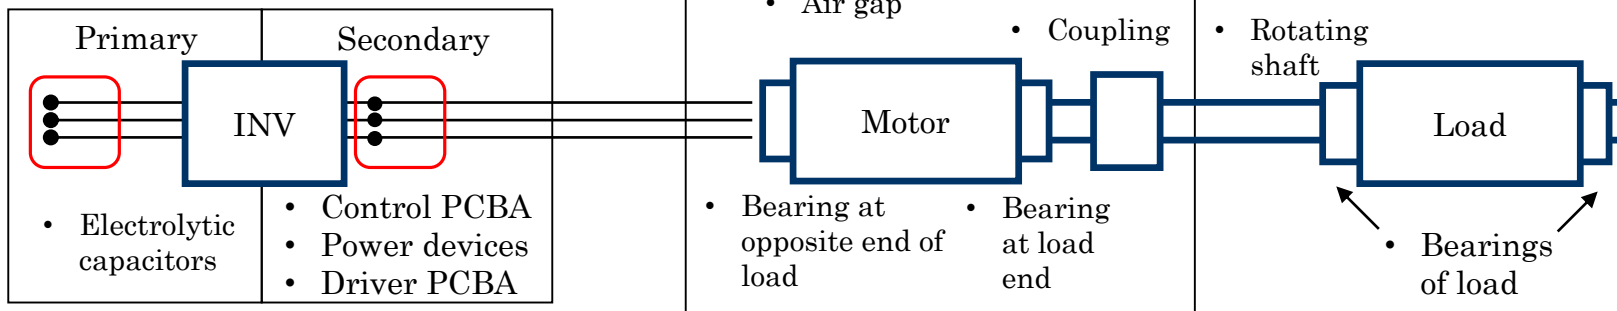 Primary
Secondary
INV
• Electrolytic
capacitors
• Control PCBA
• Power devices
• Driver PCBA
• Air gap
• Coupling
Motor
• Bearing at
opposite end of
load
• Bearing
at load
end
• Rotating
shaft
Load
• Bearings
of load